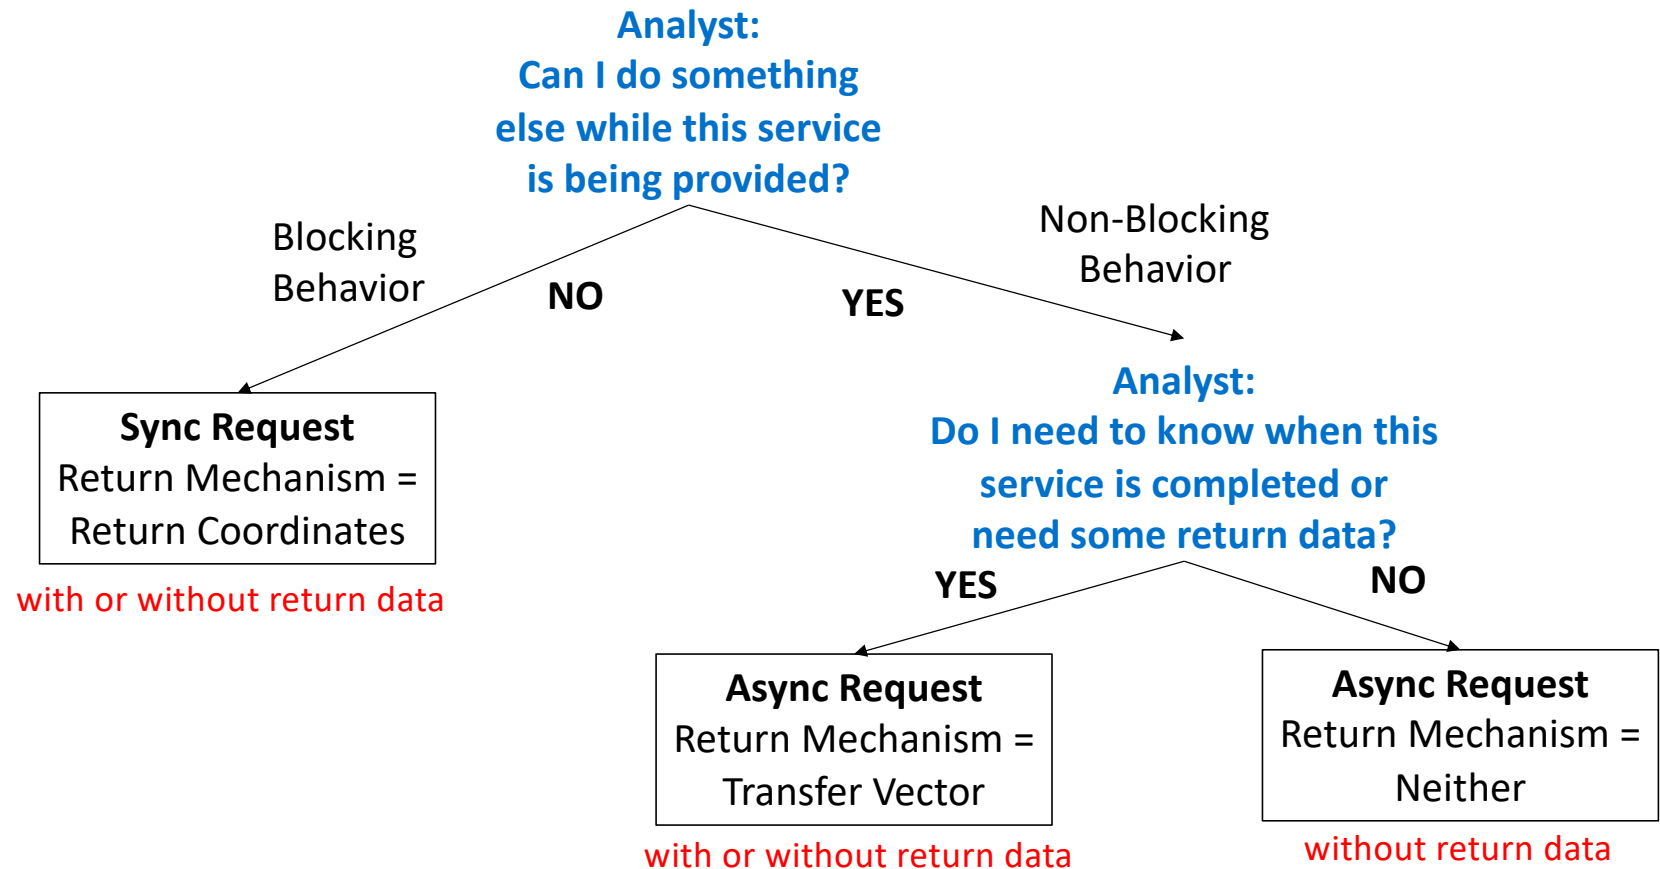 Analyst:
Can I do something
else while this service
is being provided?
Blocking
Behavior
NO
YES
Non-Blocking
Behavior
Sync Request
Return Mechanism =
Return Coordinates
with or without return data
Analyst:
Do I need to know when this
service is completed or
need some return data?
YES
NO
Async Request
Return Mechanism =
Transfer Vector
with or without return data
Async Request
Return Mechanism =
Neither
without return data